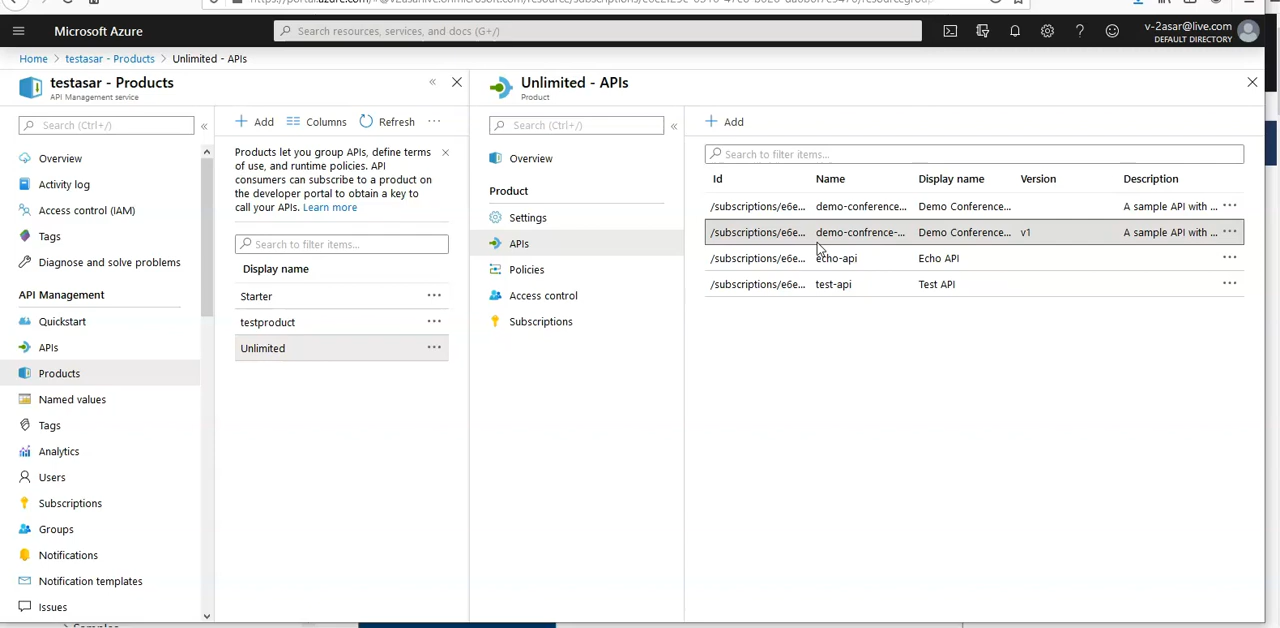 Microsoft Azure
Search resources, services, and docs (G+/)
v-2asar@live.com
DEFAULT DIRECTORY
Home > testasar - Products > Unlimited - APIs
testasar - Products
API Management service
Search (Ctrl+/)
Overview
Activity log
Access control (IAM)
Tags
Diagnose and solve problems
API Management
Quickstart
APIs
Products
Named values
Tags
Analytics
Users
Subscriptions
Groups
Notifications
Notification templates
Issues
Add
Columns
Refresh
Products let you group APIs, define terms
of use, and runtime policies. API
consumers can subscribe to a product on
the developer portal to obtain a key to
call your APIs. Learn more
Search to filter items...
Display name
Starter
testproduct
Unlimited
Unlimited - APIs
Product
Search (Ctrl+/)
Overview
Product
Settings
APIs
Policies
Access control
Subscriptions
Add
Search to filter items...
Id Name Display name Version Description
/subscriptions/e6e... demo-conference... Demo Conference... A sample API with ...
/subscriptions/e6e... demo-confrence-... Demo Conference... v1 A sample API with ...
/subscriptions/e6e... echo-api Echo API
/subscriptions/e6e... test-api Test API